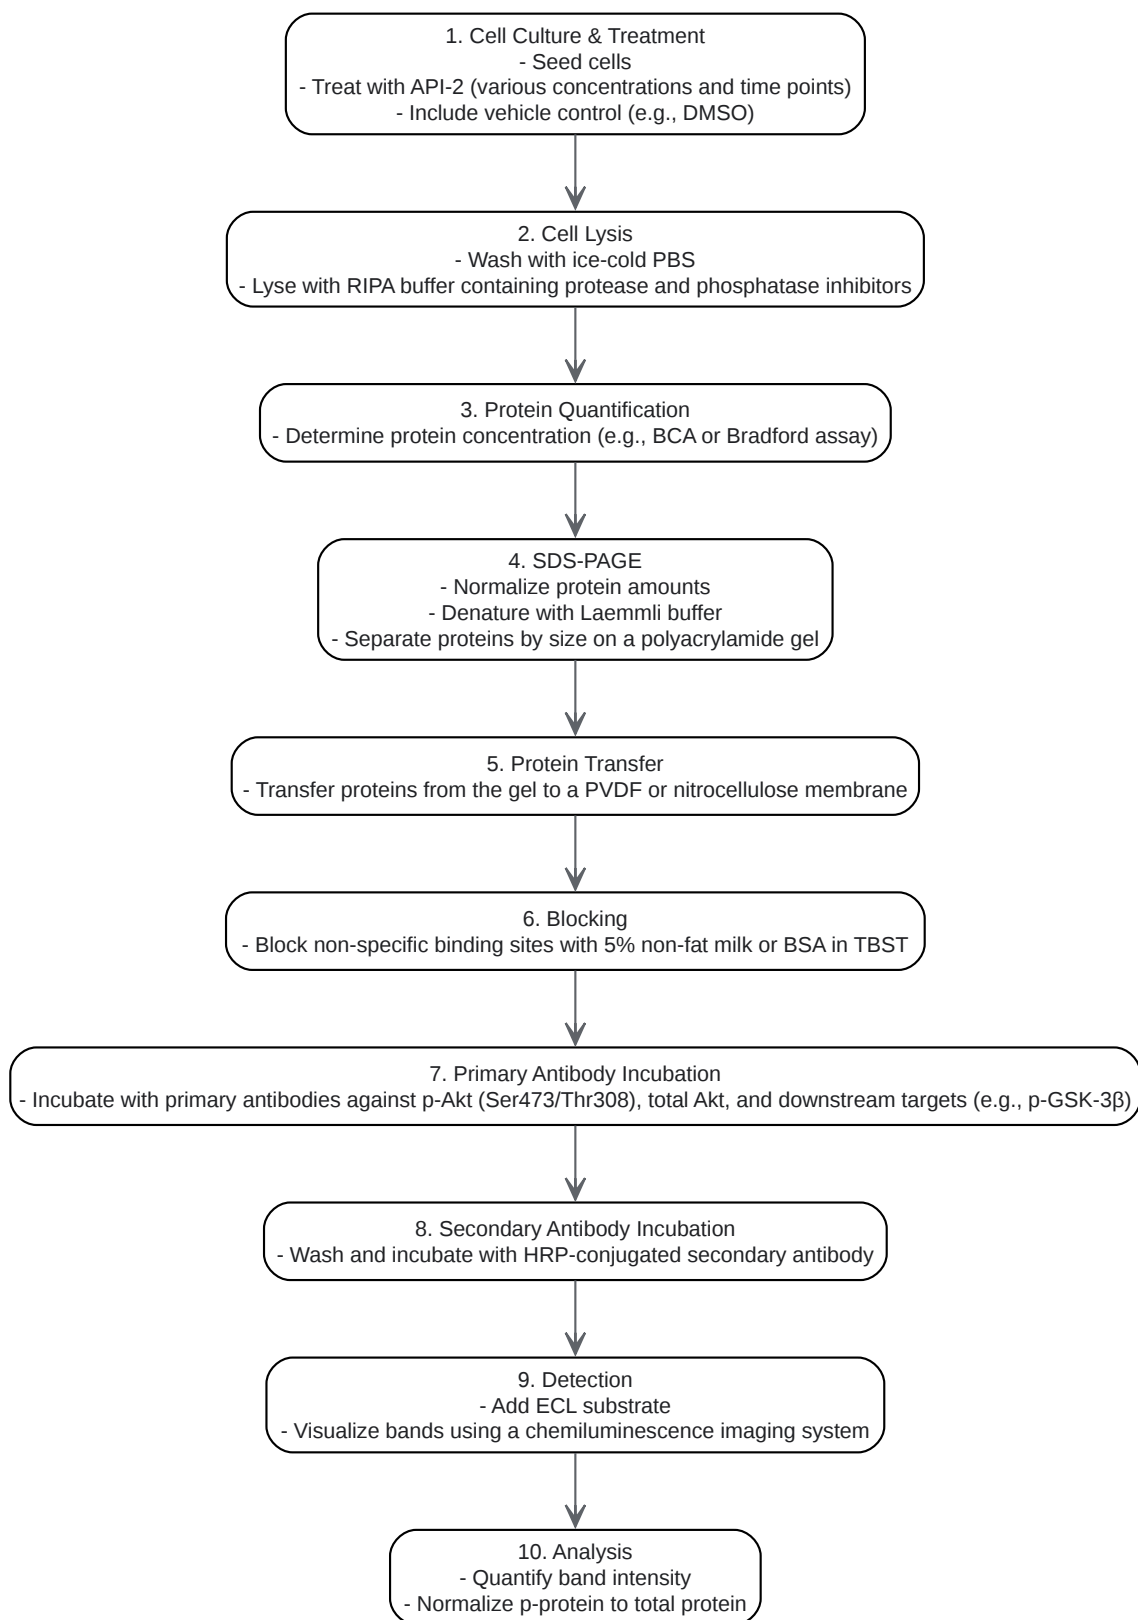 1. Cell Culture & Treatment
- Seed cells
- Treat with API-2 (various concentrations and time points)
- Include vehicle control (e.g., DMSO)
2. Cell Lysis
- Wash with ice-cold PBS
- Lyse with RIPA buffer containing protease and phosphatase inhibitors
3. Protein Quantification
- Determine protein concentration (e.g., BCA or Bradford assay)
4. SDS-PAGE
- Normalize protein amounts
- Denature with Laemmli buffer
- Separate proteins by size on a polyacrylamide gel
5. Protein Transfer
- Transfer proteins from the gel to a PVDF or nitrocellulose membrane
6. Blocking
- Block non-specific binding sites with 5% non-fat milk or BSA in TBST
7. Primary Antibody Incubation
- Incubate with primary antibodies against p-Akt (Ser473/Thr308), total Akt, and downstream targets (e.g., p-GSK-3β)
8. Secondary Antibody Incubation
- Wash and incubate with HRP-conjugated secondary antibody
9. Detection
- Add ECL substrate
- Visualize bands using a chemiluminescence imaging system
10. Analysis
- Quantify band intensity
- Normalize p-protein to total protein